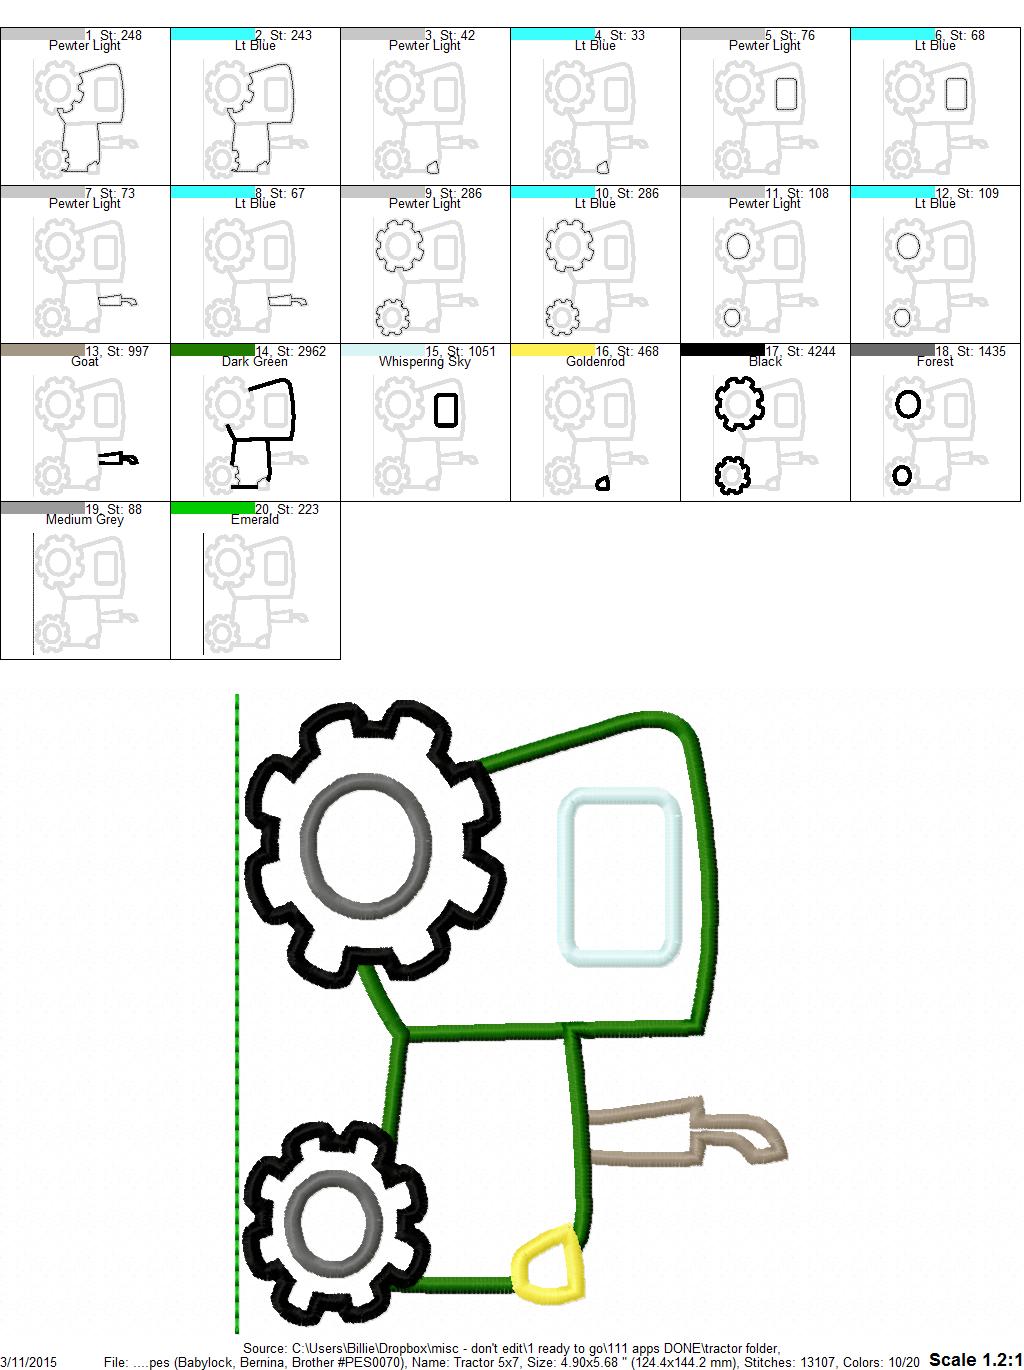 1, St: 248
Pewter Light
2, St: 243
Lt Blue
3, St: 42
Pewter Light
4, St: 33
Lt Blue
5, St: 76
Pewter Light
6, St: 68
Lt Blue
7, St: 73
Pewter Light
8, St: 67
Lt Blue
9, St: 286
Pewter Light
10, St: 286
Lt Blue
11, St: 108
Pewter Light
12, St: 109
Lt Blue
13, St: 997
Goat
14, St: 2962
Dark Green
15, St: 1051
Whispering Sky
16, St: 468
Goldenrod
17, St: 4244
Black
18, St: 1435
Forest
19, St: 88
Medium Grey
20, St: 223
Emerald
Source: C:\Users\Billie\Dropbox\misc - don't edit\1 ready to go\111 apps DONE\tractor folder,
3/11/2015 File: ....pes (Babylock, Bernina, Brother #PES0070), Name: Tractor 5x7, Size: 4.90x5.68 " (124.4x144.2 mm), Stitches: 13107, Colors: 10/20 Scale 1.2:1